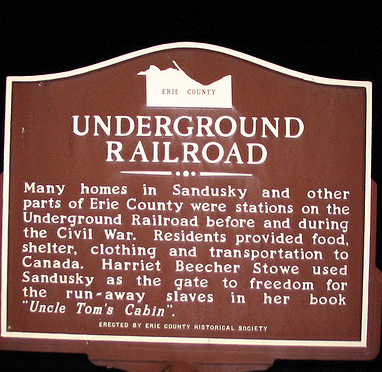 ERIE COUNTY
UNDERGROUND
RAILROAD
Many homes in Sandusky and other
parts of Erie County were stations on the
Underground Railroad before and during
the Civil War. Residents provided food,
shelter, clothing and transportation to
Canada. Harriet Beecher Stowe used
Sandusky as the gate to freedom for
the run-away slaves in her book
"Uncle Tom's Cabin".
ERECTED BY ERIE COUNTY HISTORICAL SOCIETY